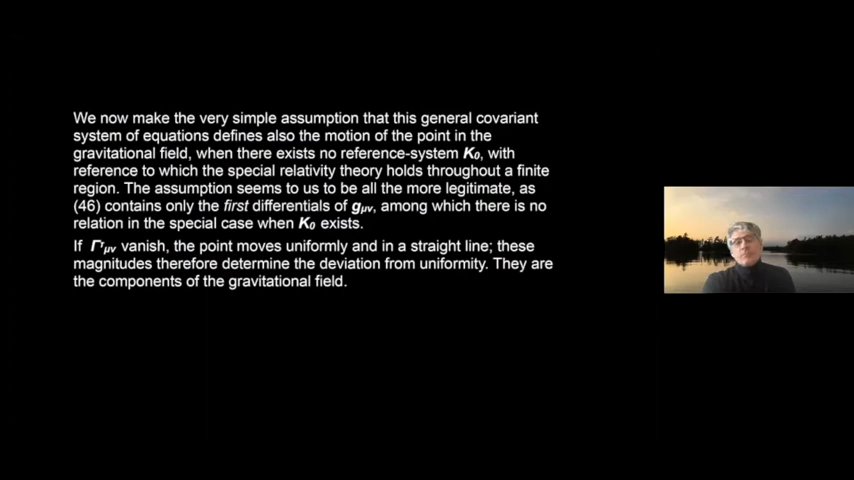 We now make the very simple assumption that this general covariant
system of equations defines also the motion of the point in the
gravitational field, when there exists no reference-system K₀, with
reference to which the special relativity theory holds throughout a finite
region. The assumption seems to us to be all the more legitimate, as
(46) contains only the first differentials of gμν, among which there is no
relation in the special case when K₀ exists.
If Γᵗμν vanish, the point moves uniformly and in a straight line; these
magnitudes therefore determine the deviation from uniformity. They are
the components of the gravitational field.